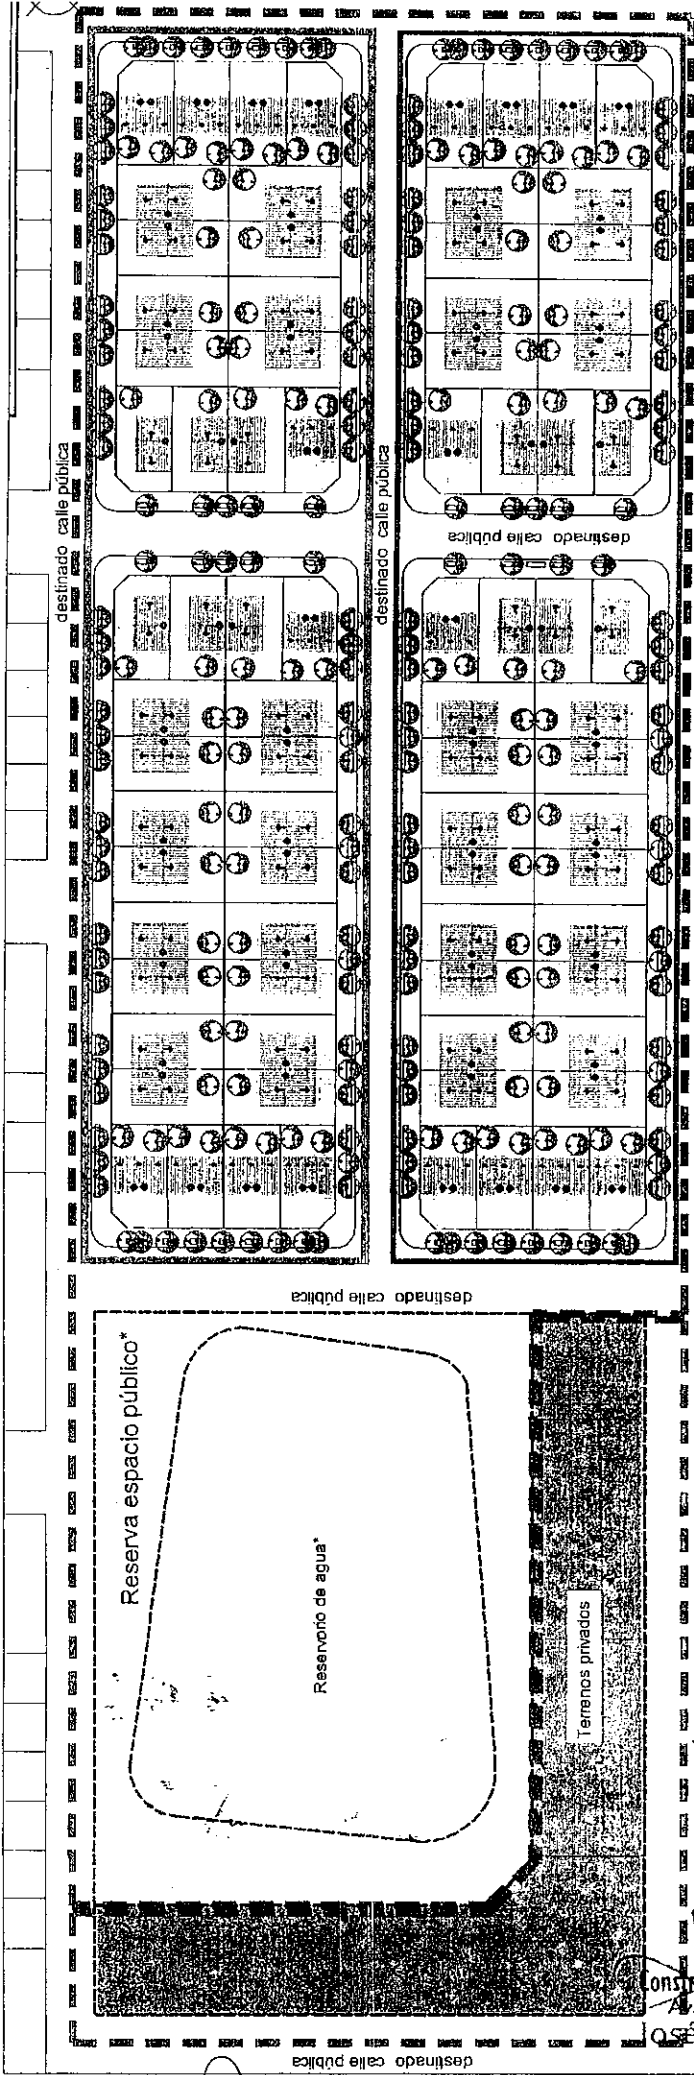 destinado calle pública
destinado calle pública
destinado calle pública
destinado calle pública
Reserva espacio público*
Reservorio de agua*
Terrenos privados
destinado calle pública